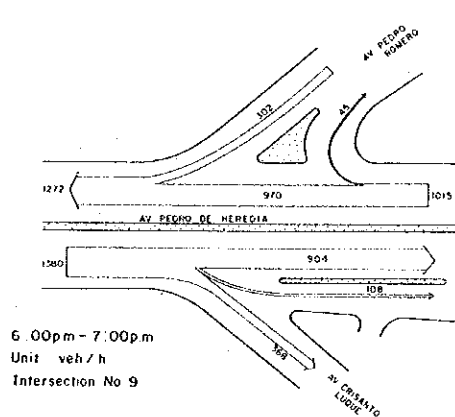 AV PEDRO
ROMERO
302
45
1272
970
1015
AV PEDRO DE HEREDIA
1380
904
108
368
6:00pm - 7:00pm
Unit veh/h
Intersection No 9
AV CRISANTO
LUQUE